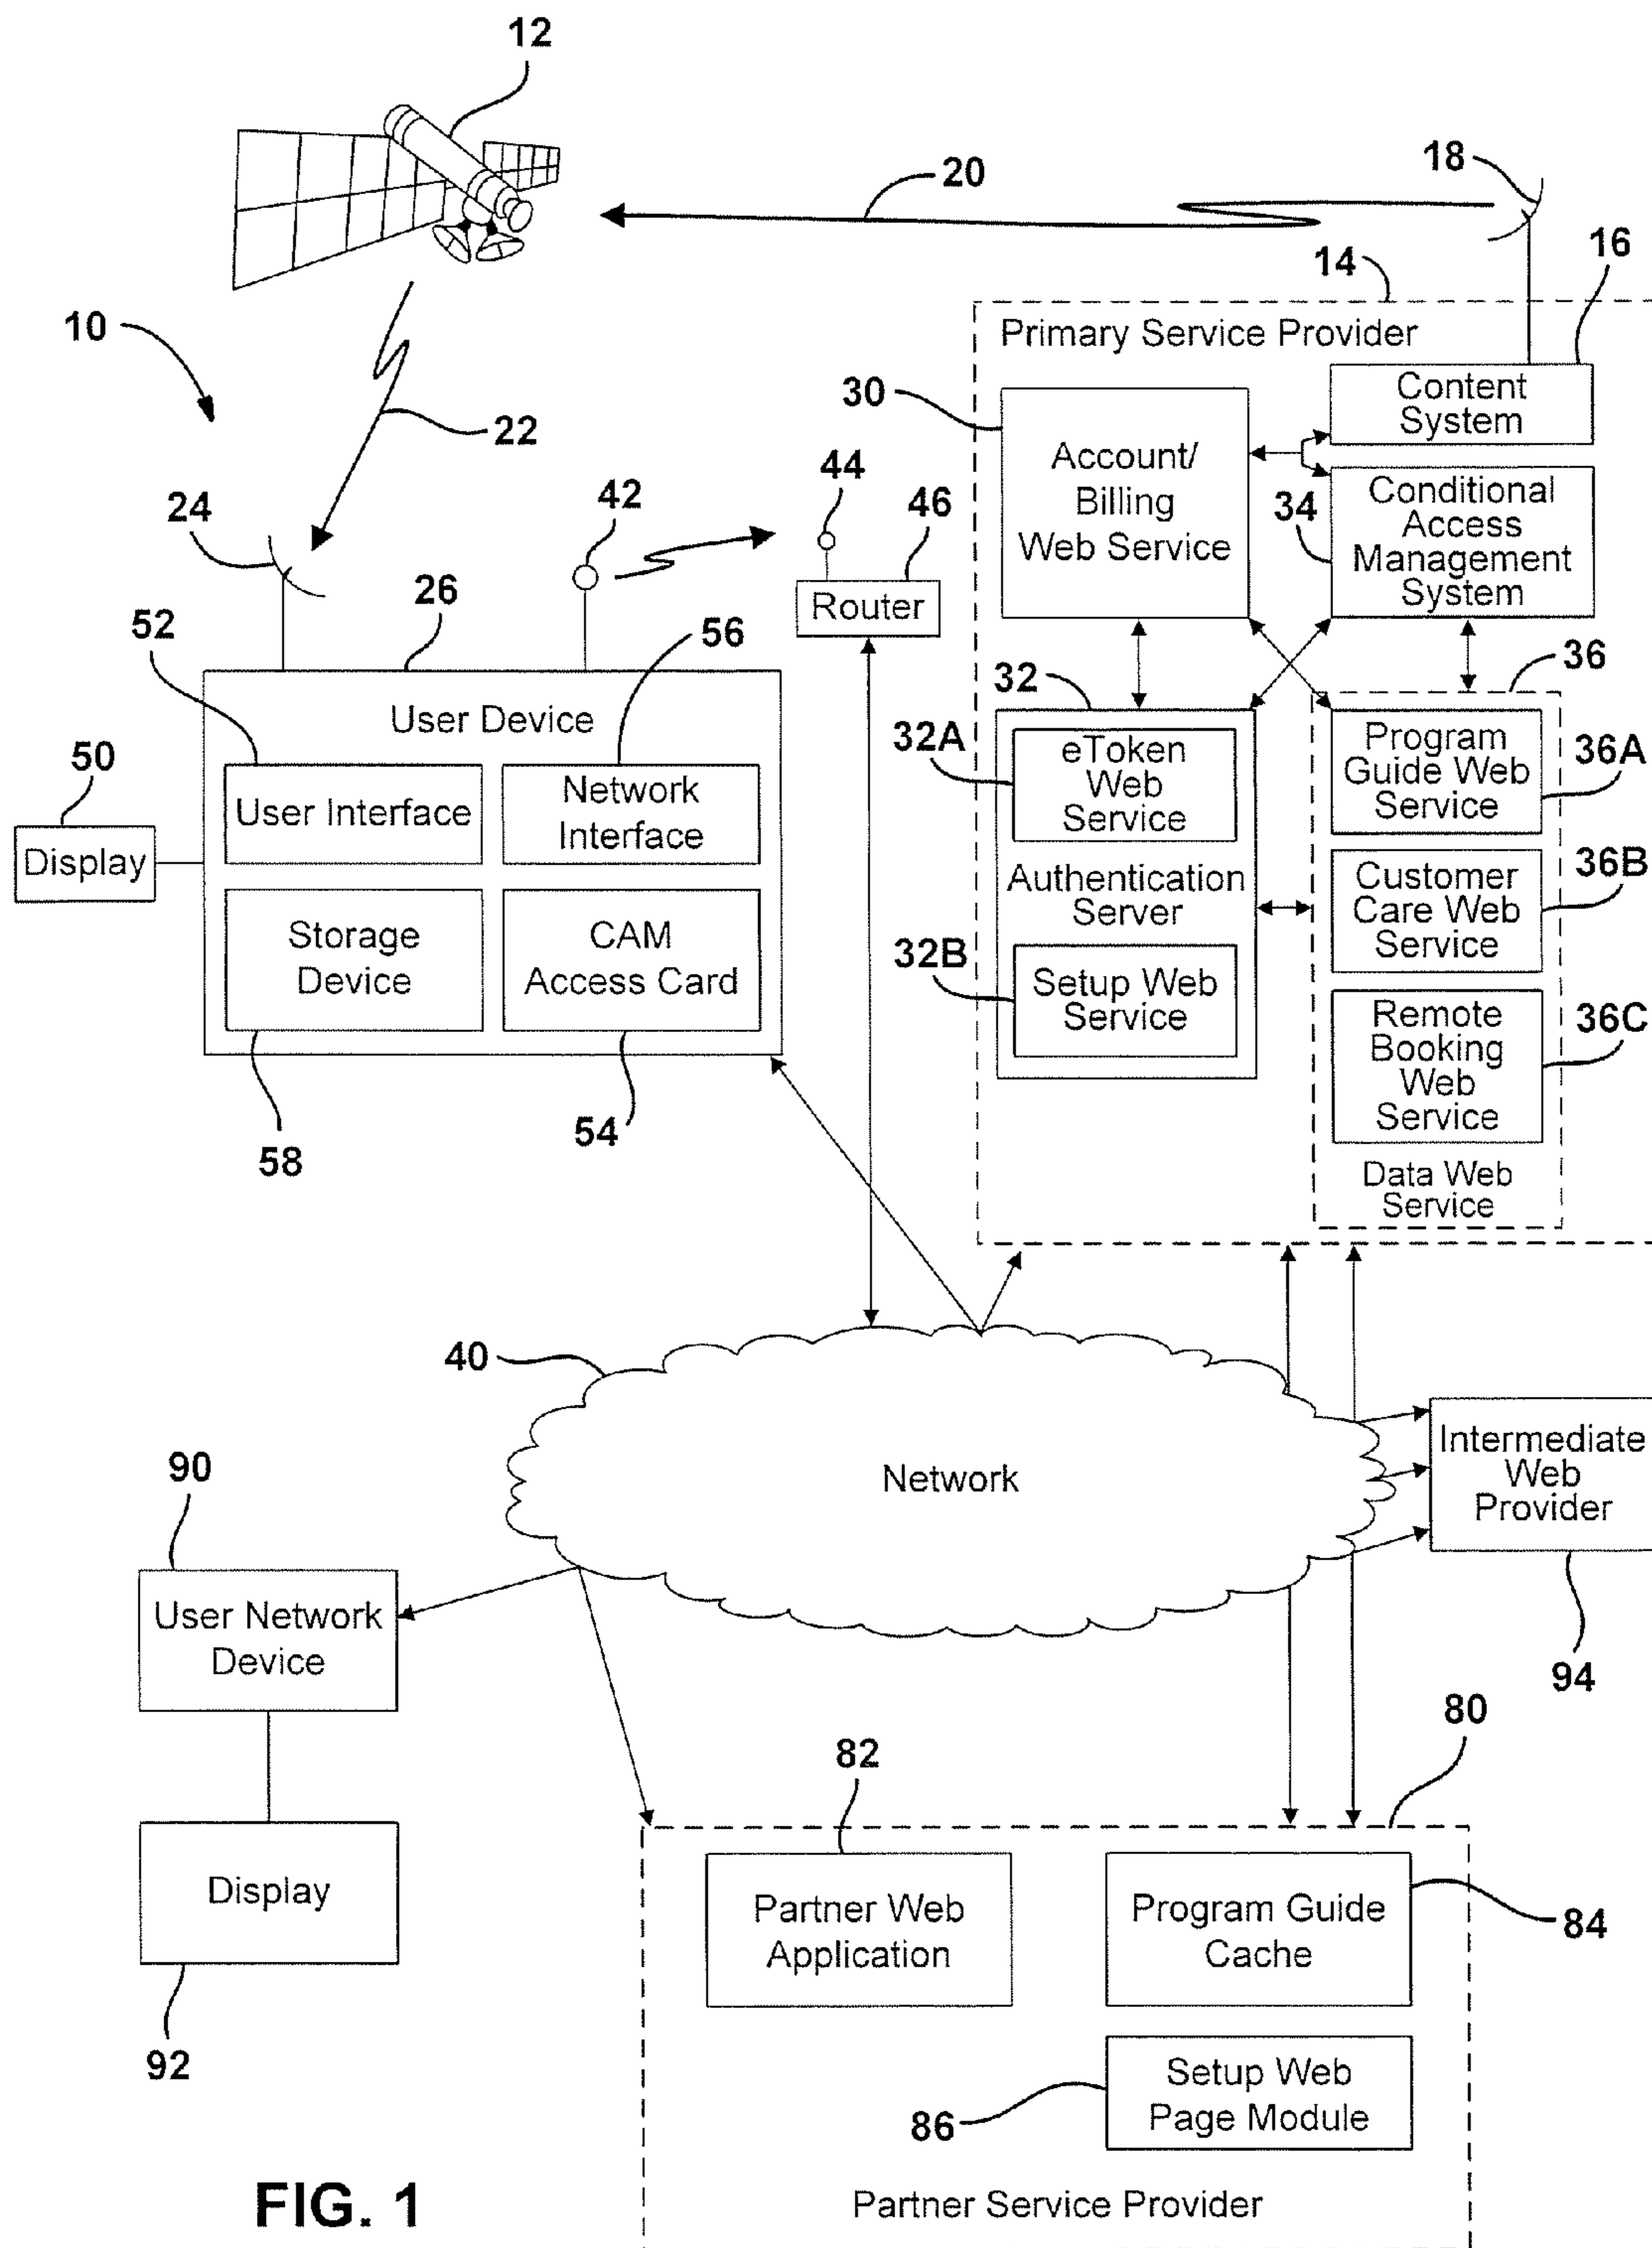 12
20
18
14
16
10
Primary Service Provider
Content
System
30
22
Account/
Billing
Web Service
44
42
46
24
34
Conditional
Access
Management
System
Router
26
52
56
32
36
User Device
50
32A
eToken
Web
Service
Program
Guide Web
Service
36A
User Interface
Network
Interface
Display
Authentication
Server
Customer
Care Web
Service
36B
Storage
Device
CAM
Access Card
32B
Setup Web
Service
Remote
Booking
Web
Service
36C
58
54
Data Web
Service
40
Network
Intermediate
Web
Provider
90
User Network
Device
94
80
82
Display
Partner Web
Application
Program Guide
Cache
84
92
86
Setup Web
Page Module
FIG. 1
Partner Service Provider